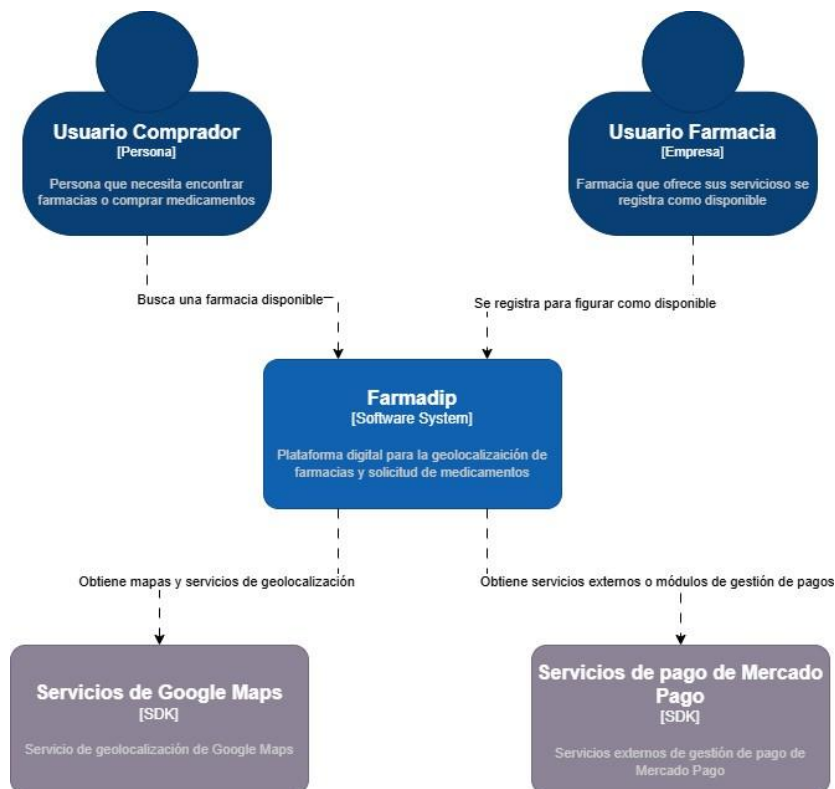 Usuario Comprador
[Persona]
Persona que necesita encontrar
farmacias o comprar medicamentos
Usuario Farmacia
[Empresa]
Farmacia que ofrece sus servicioso se
registra como disponible
Busca una farmacia disponible
Se registra para figurar como disponible
Farmadip
[Software System]
Plataforma digital para la geolocalizaición de
farmacias y solicitud de medicamentos
Obtiene mapas y servicios de geolocalización
Obtiene servicios externos o módulos de gestión de pagos
Servicios de Google Maps
[SDK]
Servicio de geolocalización de Google Maps
Servicios de pago de Mercado
Pago
[SDK]
Servicios externos de gestión de pago de
Mercado Pago